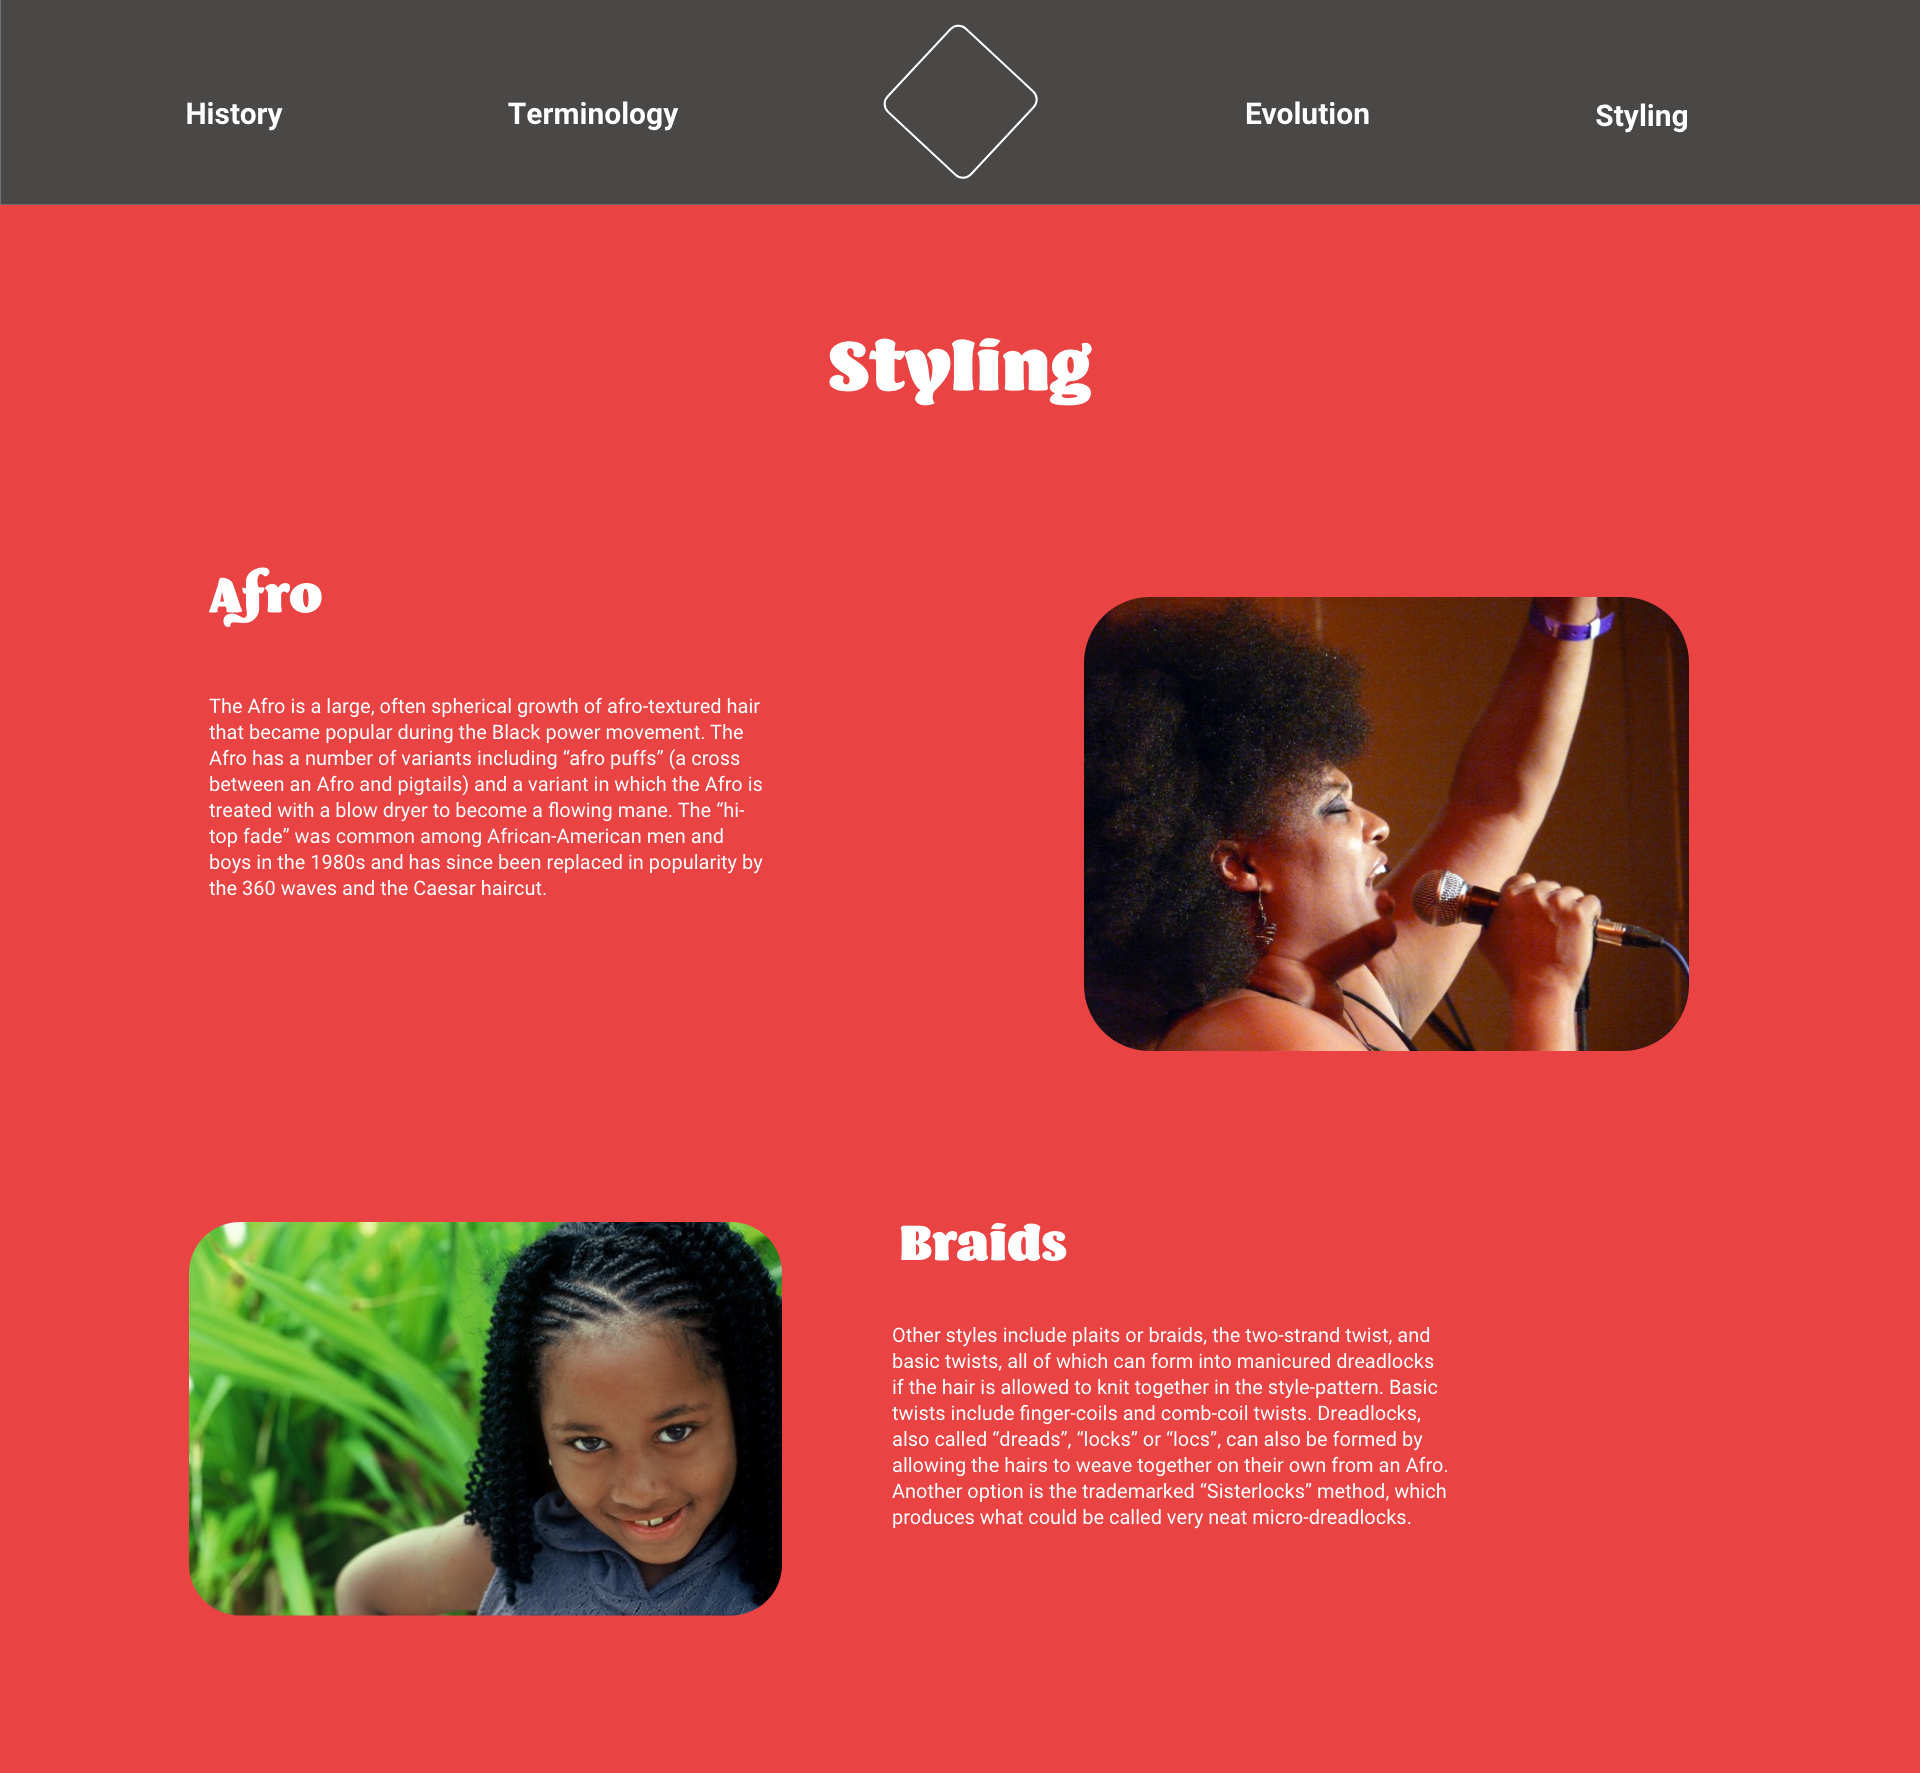 History
Terminology
Evolution
Styling
Styling
Afro
The Afro is a large, often spherical growth of afro-textured hair
that became popular during the Black power movement. The
Afro has a number of variants including “afro puffs” (a cross
between an Afro and pigtails) and a variant in which the Afro is
treated with a blow dryer to become a flowing mane. The “hi-
top fade” was common among African-American men and
boys in the 1980s and has since been replaced in popularity by
the 360 waves and the Caesar haircut.
Braids
Other styles include plaits or braids, the two-strand twist, and
basic twists, all of which can form into manicured dreadlocks
if the hair is allowed to knit together in the style-pattern. Basic
twists include finger-coils and comb-coil twists. Dreadlocks,
also called “dreads”, “locks” or “locs”, can also be formed by
allowing the hairs to weave together on their own from an Afro.
Another option is the trademarked “Sisterlocks” method, which
produces what could be called very neat micro-dreadlocks.